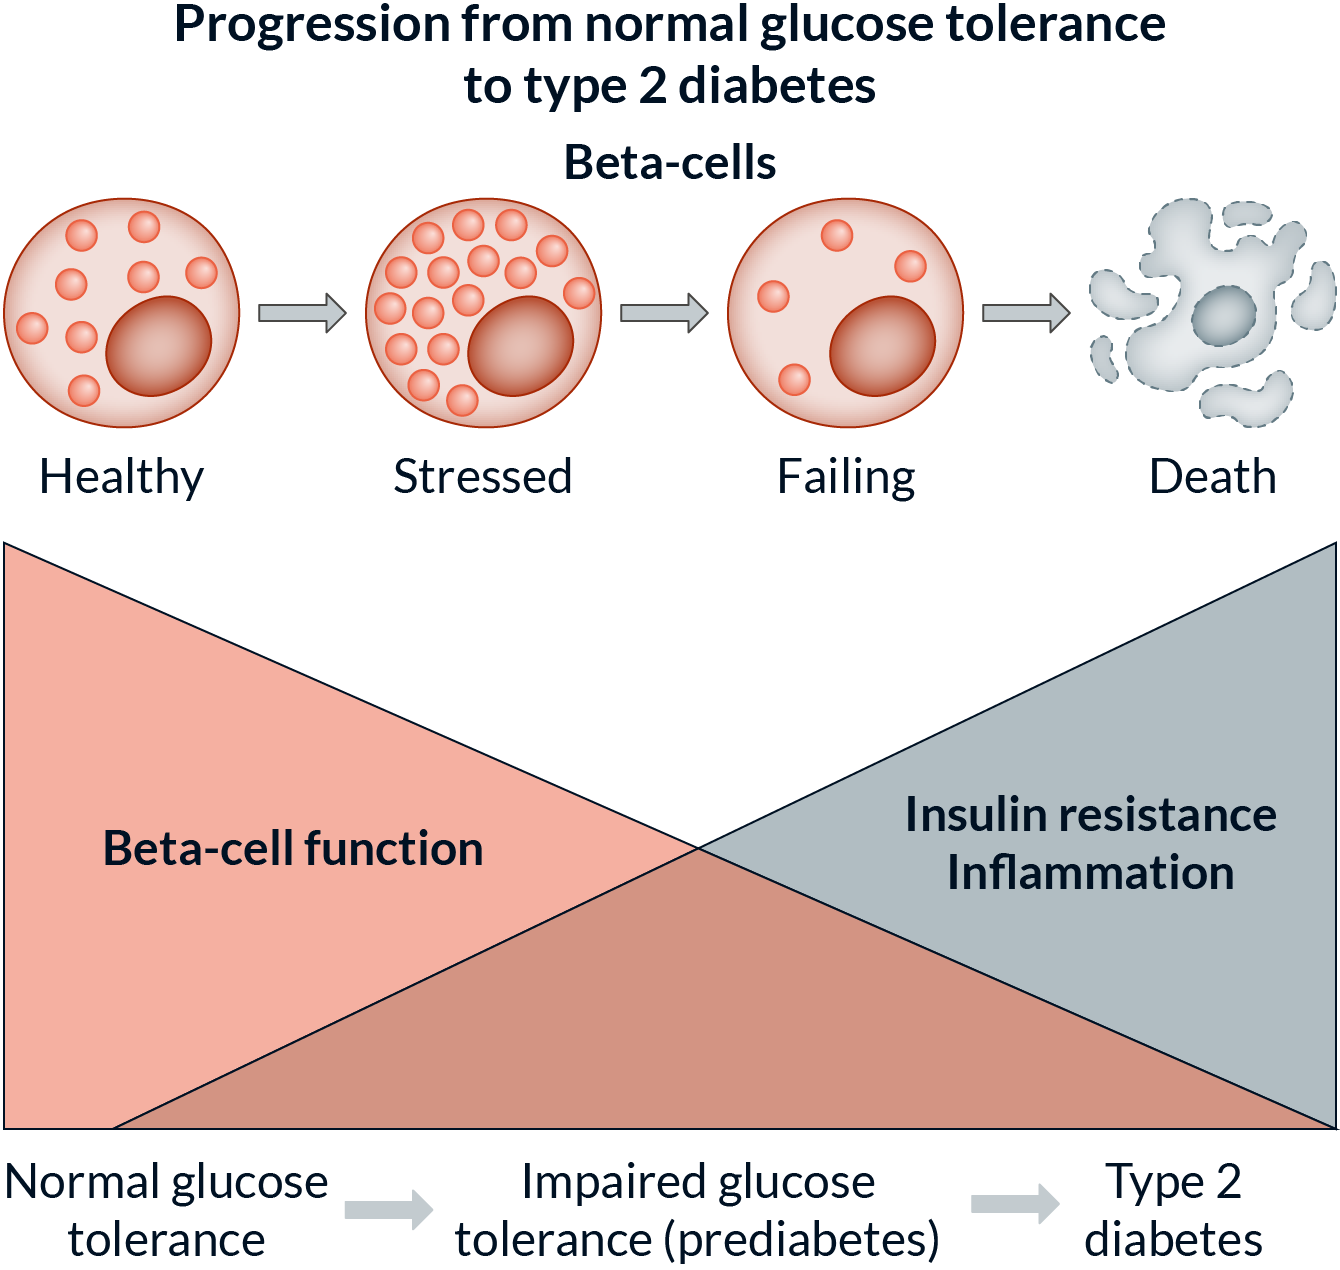 Progression from normal glucose tolerance
to type 2 diabetes
Beta-cells
Healthy
Stressed
Failing
Death
Beta-cell function
Insulin resistance
Inflammation
Normal glucose
tolerance
Impaired glucose
tolerance (prediabetes)
Type 2
diabetes